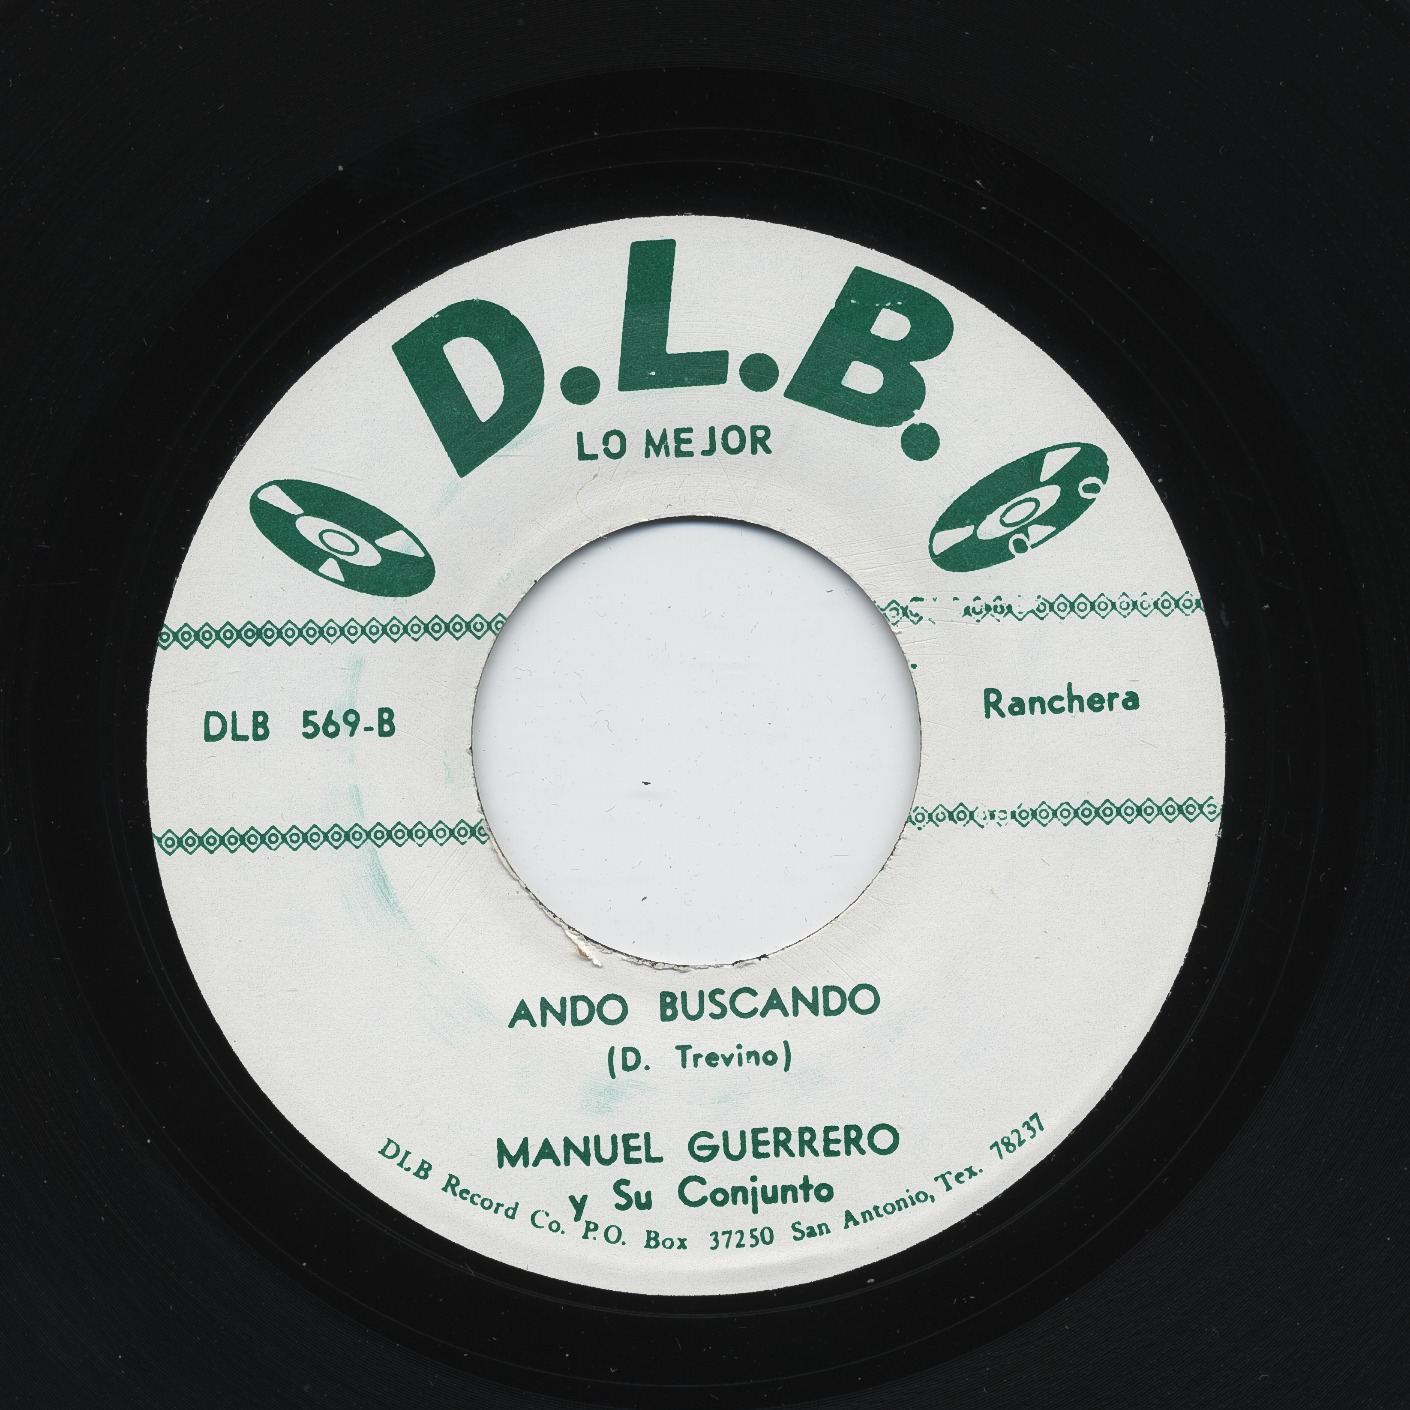 D.L.B.
LO MEJOR
DLB 569-B
Ranchera
ANDO BUSCANDO
(D. Trevino)
MANUEL GUERRERO
y Su Conjunto
DLB Record Co. P.O. Box 37250 San Antonio, Tex. 78237